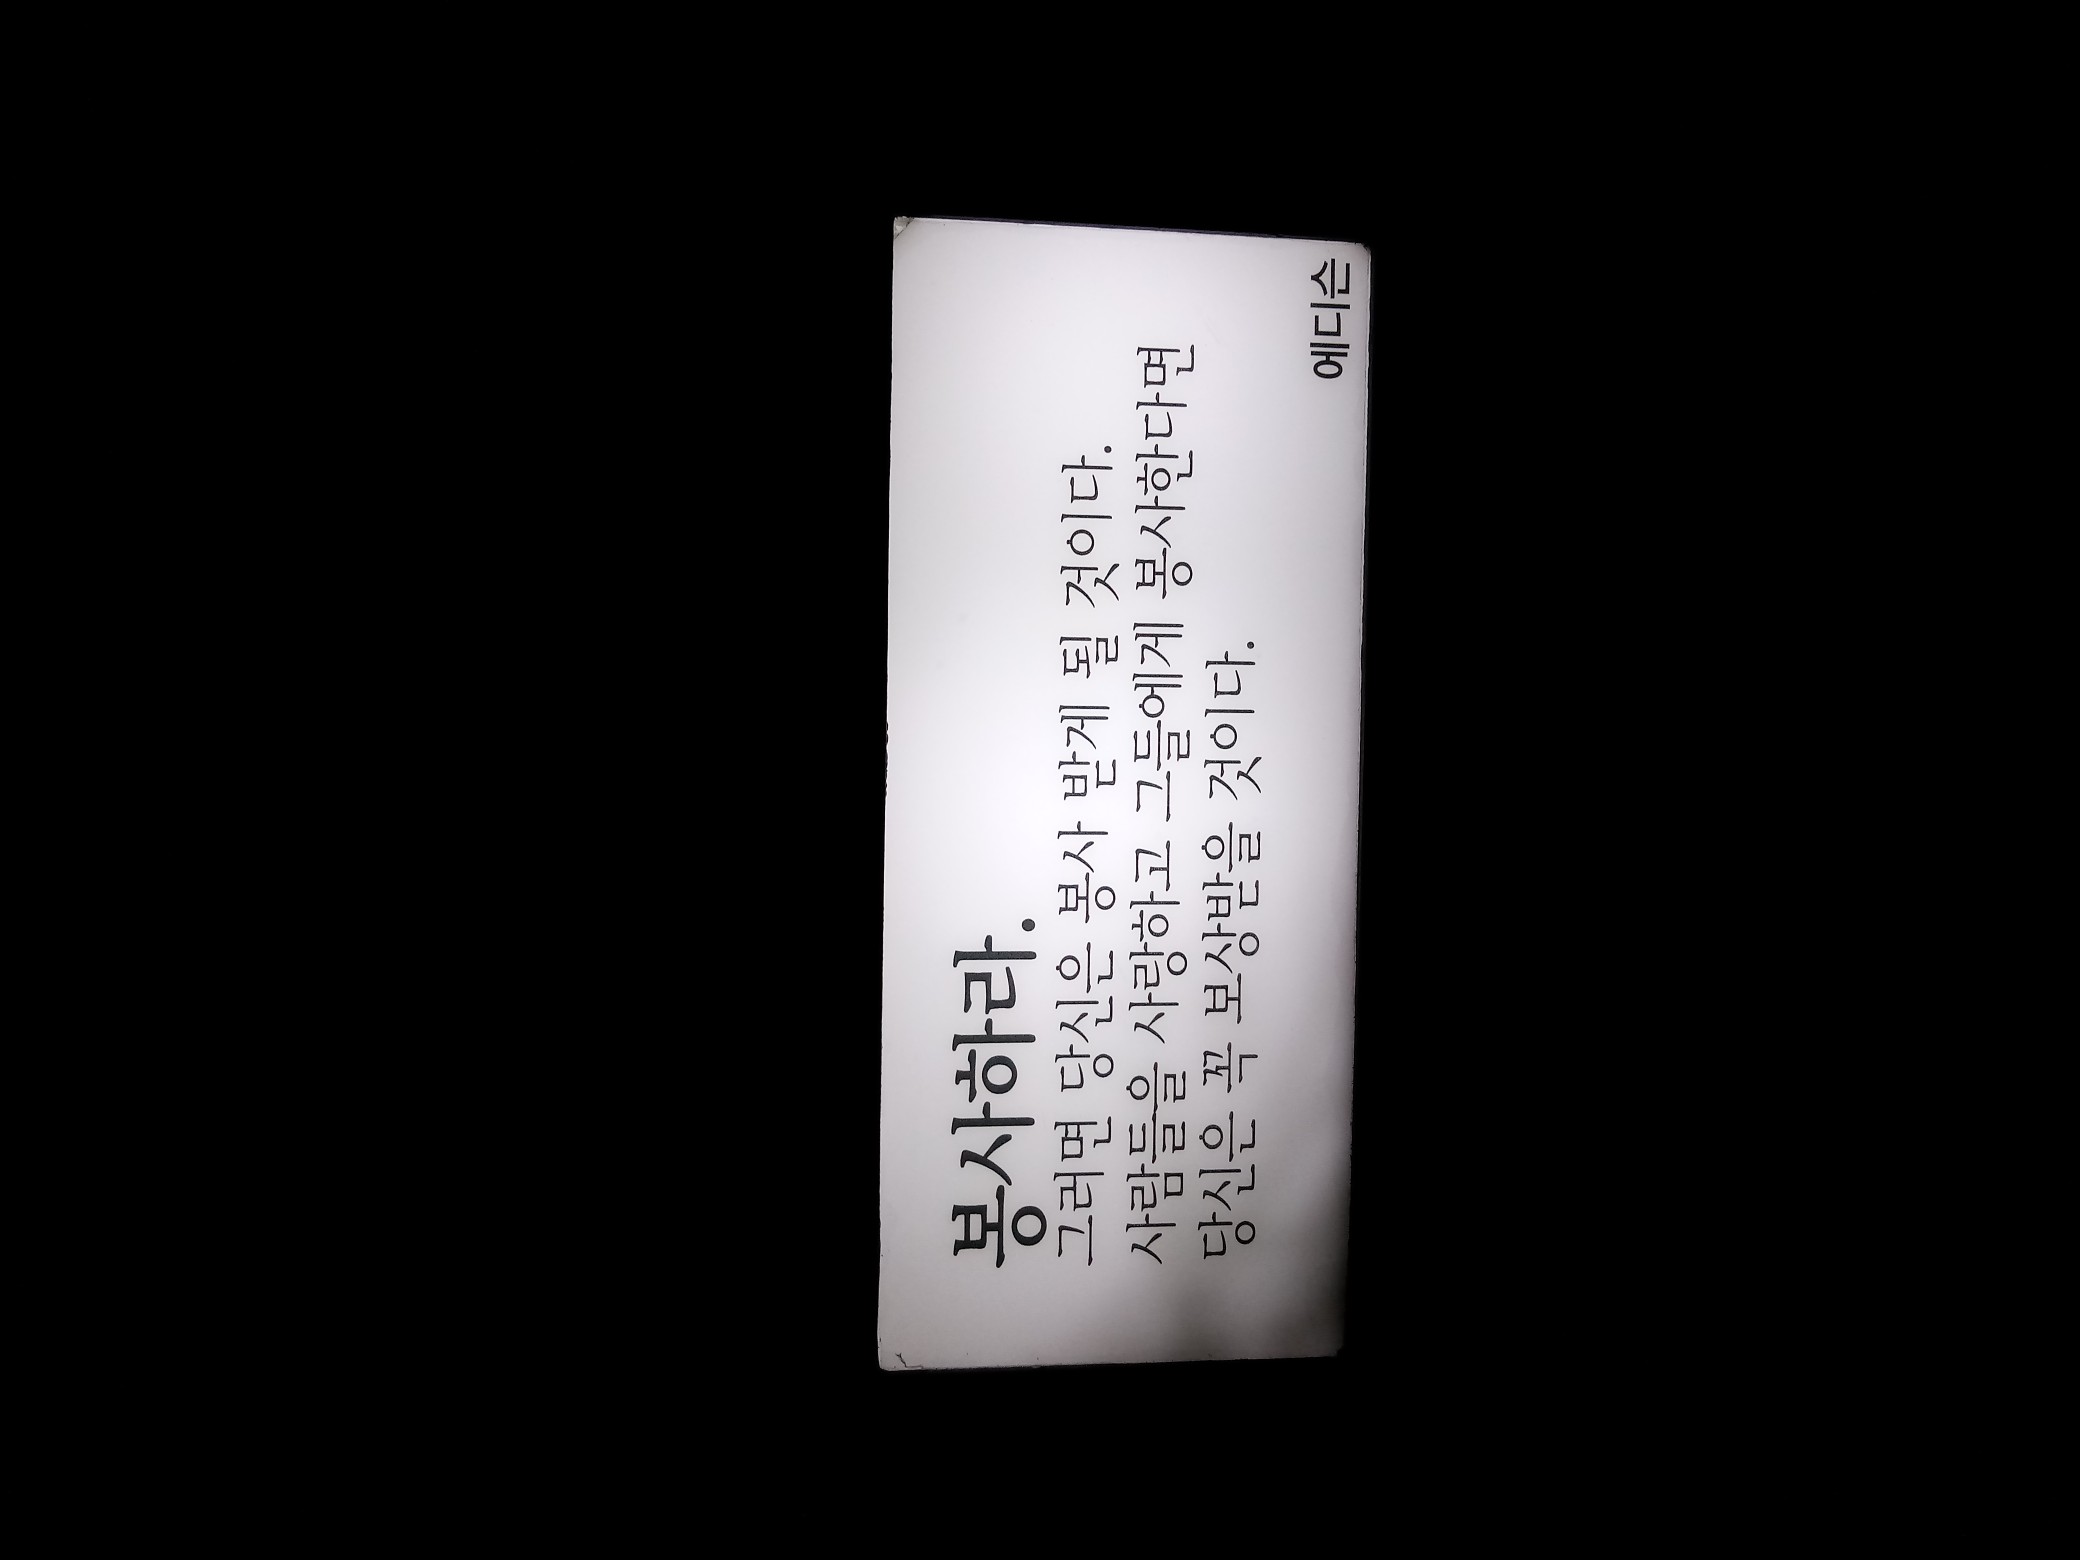 봉사하라.
그러면 당신은 봉사 받게 될 것이다.
사람들을 사랑하고 그들에게 봉사한다면
당신은 꼭 보상받을 것이다.
에디슨